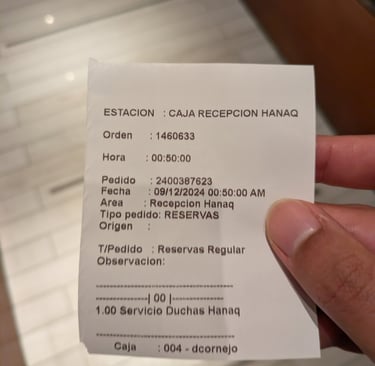 ESTACION : CAJA RECEPCION HANAQ
Orden : 1460633
Hora : 00:50:00
Pedido : 2400387623
Fecha : 09/12/2024 00:50:00 AM
Area : Recepcion Hanaq
Tipo pedido: RESERVAS
Origen :
T/Pedido : Reservas Regular
Observacion:
--------------------------------
------------| 00 |------------
1.00 Servicio Duchas Hanaq
--------------------------------
Caja : 004 - dcornejo